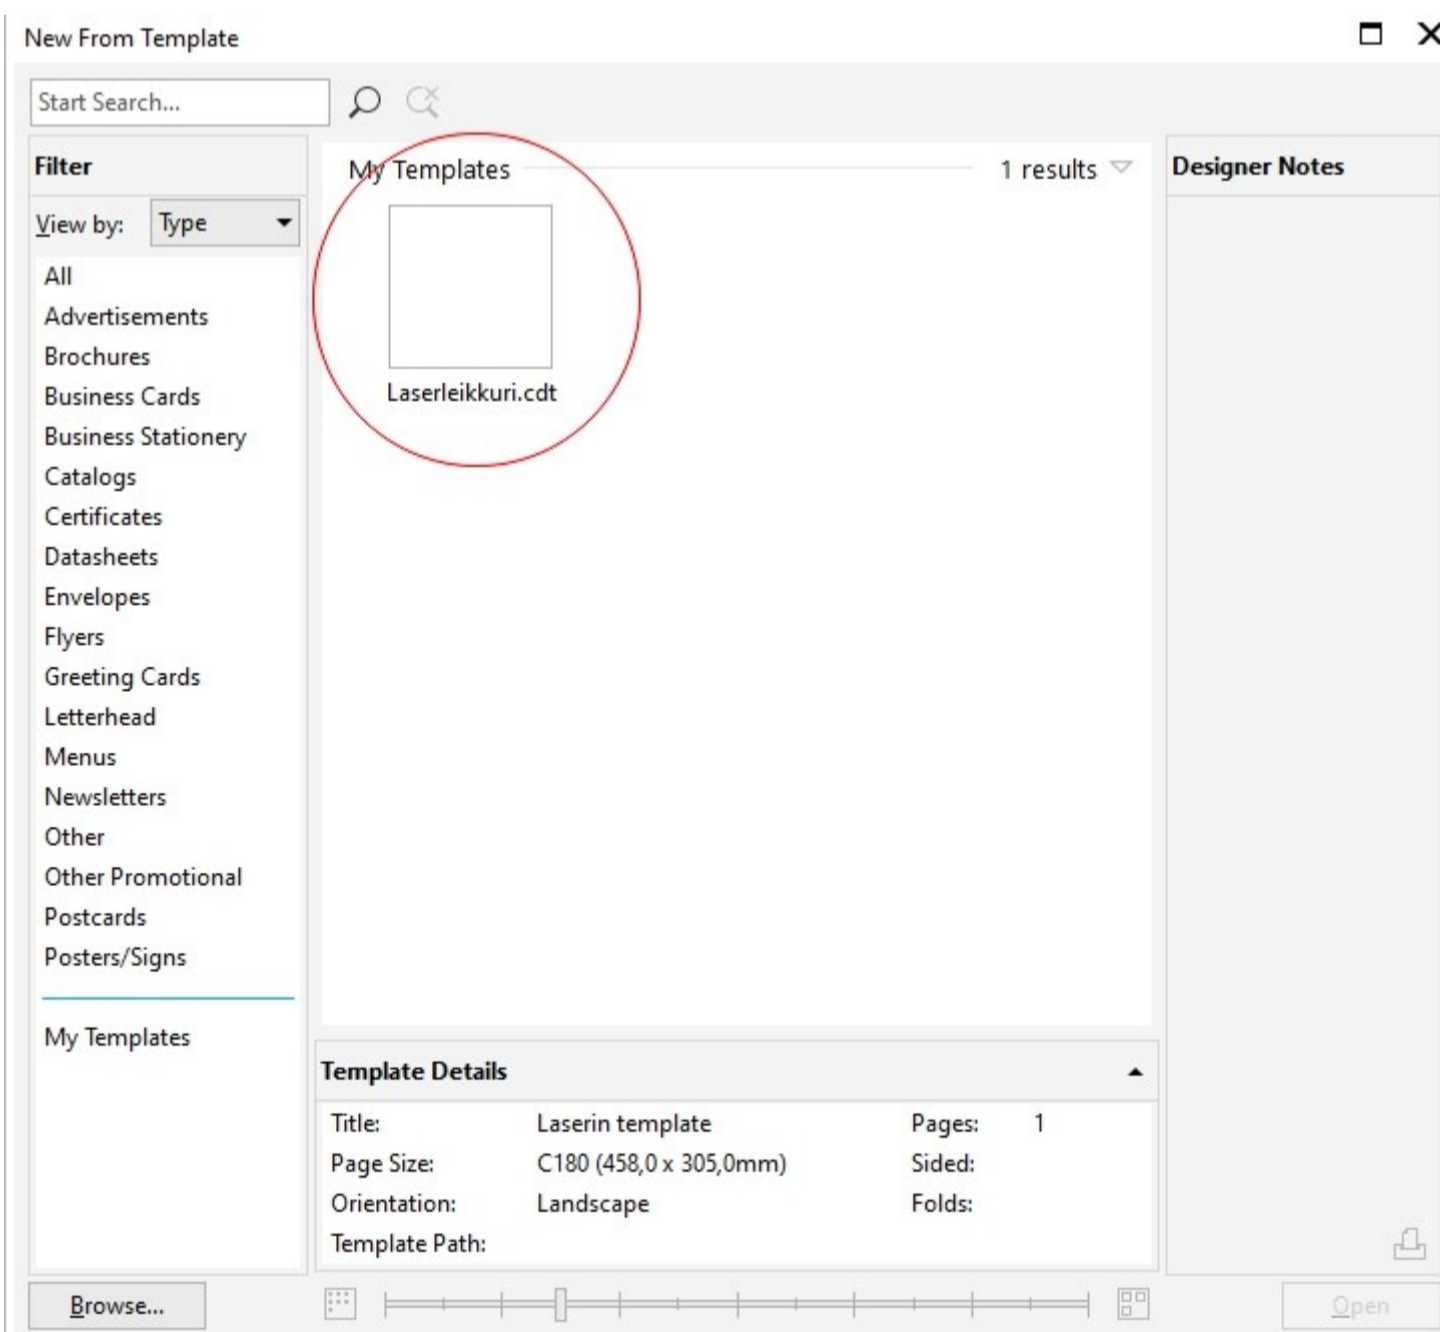 New From Template
Start Search...
Filter
View by: Type
All
Advertisements
Brochures
Business Cards
Business Stationery
Catalogs
Certificates
Datasheets
Envelopes
Flyers
Greeting Cards
Letterhead
Menus
Newsletters
Other
Other Promotional
Postcards
Posters/Signs
My Templates
Browse...
My Templates 1 results
Laserleikkuri.cdt
Template Details
Title: Laserin template Pages: 1
Page Size: C180 (458,0 x 305,0mm) Sided:
Orientation: Landscape Folds:
Template Path:
Designer Notes
Open